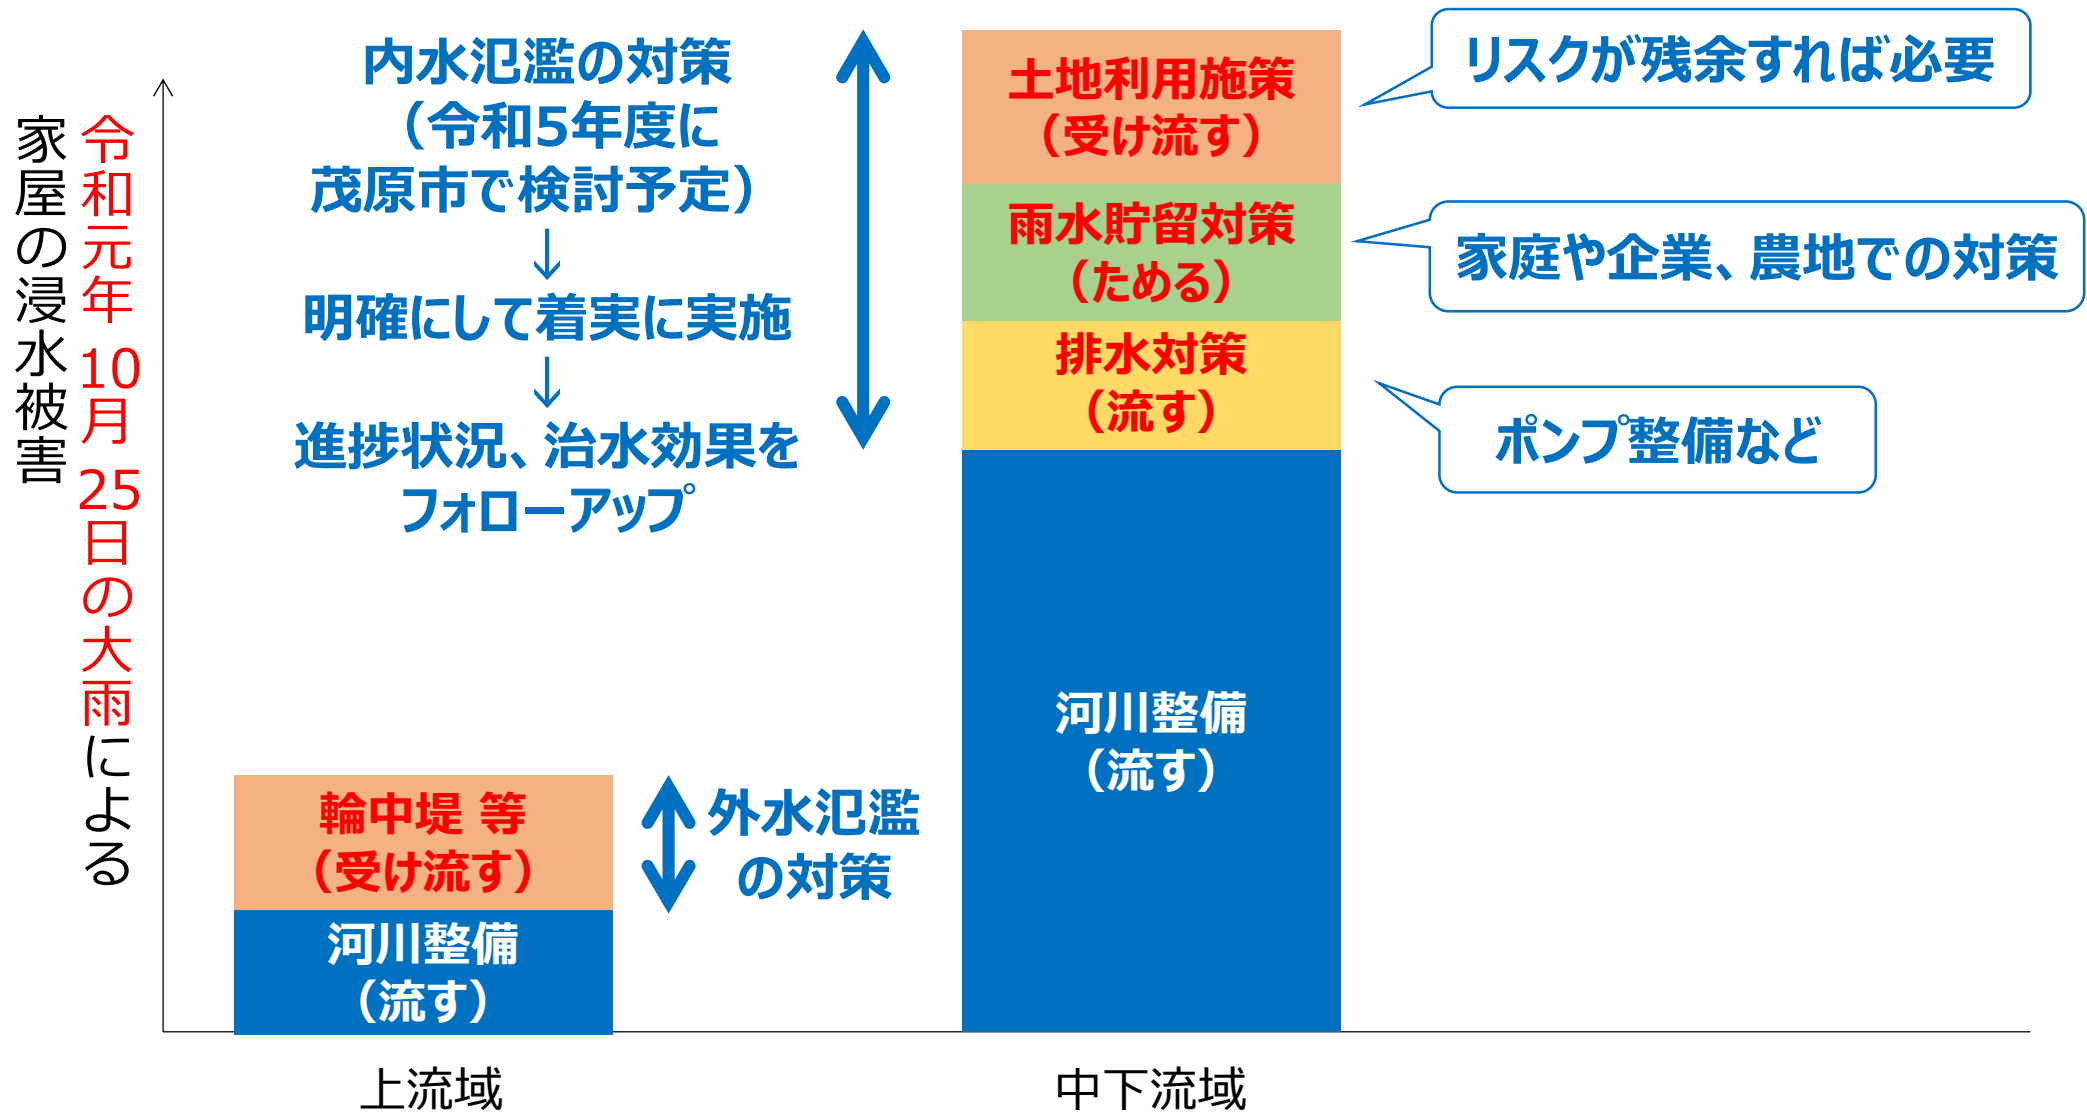 令和元年 10月 25日の大雨による
家屋の浸水被害
内水氾濫の対策
（令和5年度に
茂原市で検討予定）
↓
明確にして着実に実施
↓
進捗状況、治水効果を
フォローアップ
土地利用施策
（受け流す）
雨水貯留対策
（ためる）
排水対策
（流す）
河川整備
（流す）
リスクが残余すれば必要
家庭や企業、農地での対策
ポンプ整備など
輪中堤 等
（受け流す）
河川整備
（流す）
外水氾濫
の対策
上流域
中下流域